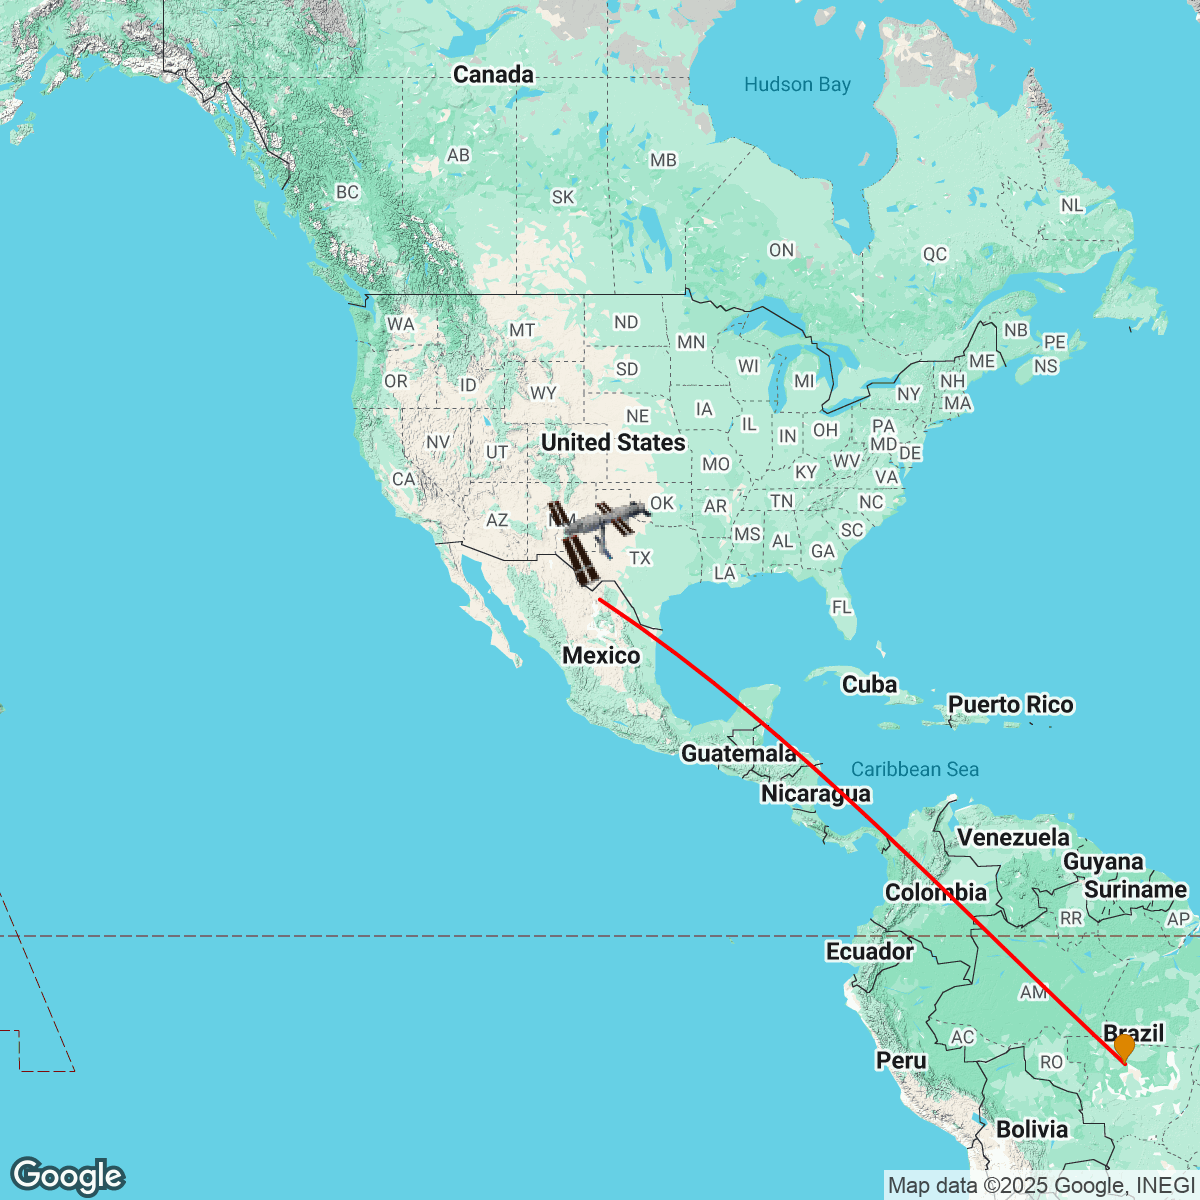 Canada
Hudson Bay
AB
MB
BC
SK
NL
ON
QC
WA
MT
ND
MN
NB
PE
ME
NS
OR
ID
SD
WI
MI
NH
WY
NY
MA
NE
IA
IL
IN
OH
PA
NV
United States
UT
MD
DE
MO
KY
WV
CA
VA
OK
AR
TN
NC
AZ
MS
AL
SC
GA
TX
LA
FL
Mexico
Cuba
Puerto Rico
Guatemala
Caribbean Sea
Nicaragua
Venezuela
Guyana
Colombia
Suriname
RR
AP
Ecuador
AM
Brazil
AC
Peru
RO
Bolivia
Google
Map data ©2025 Google, INEGI